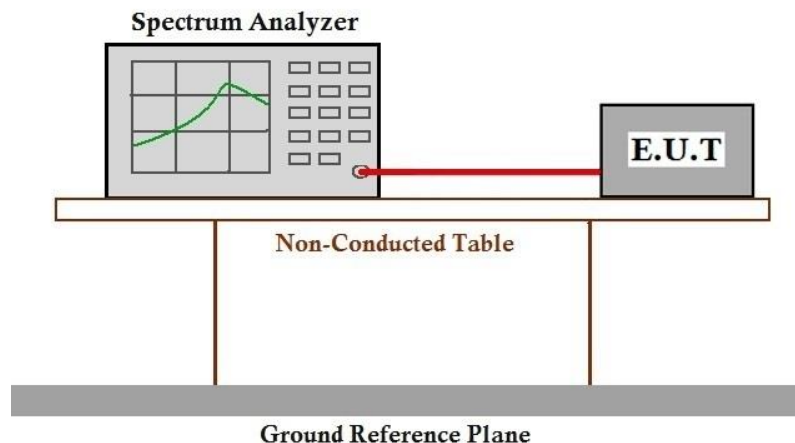 Spectrum Analyzer
E.U.T
Non-Conducted Table
Ground Reference Plane